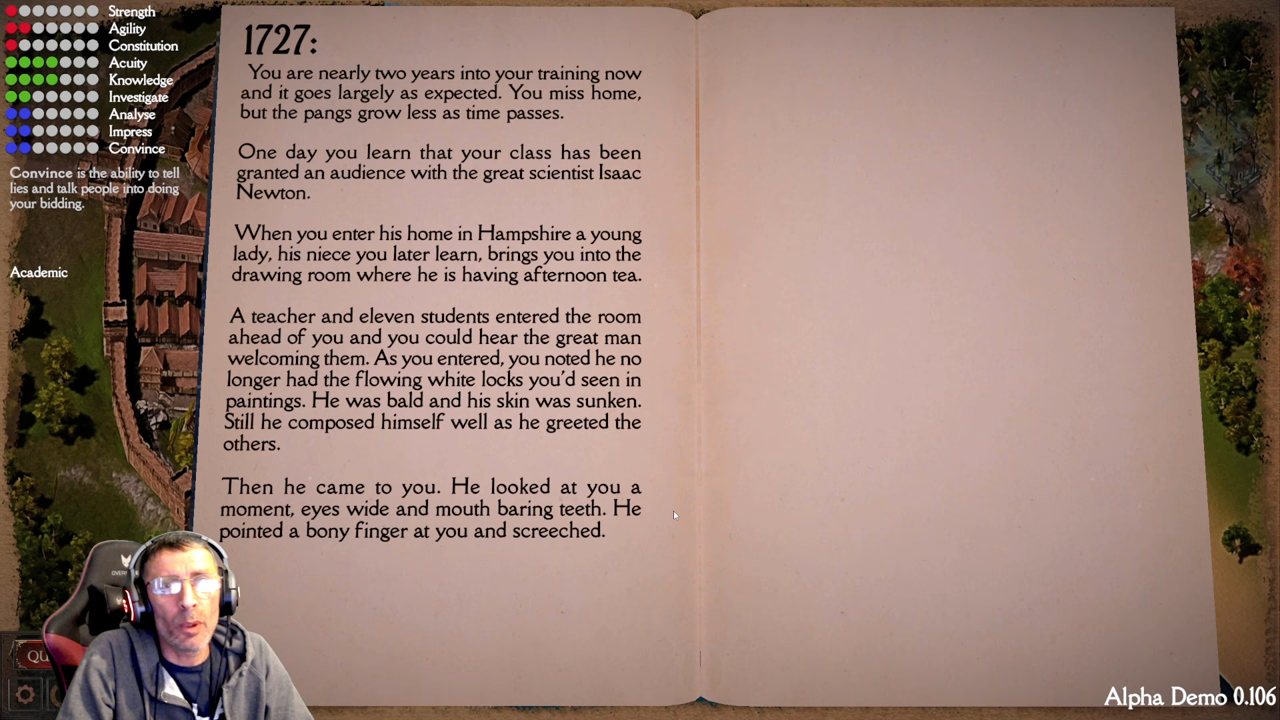 Strength
Agility
Constitution
Acuity
Knowledge
Investigate
Analyse
Impress
Convince
Convince is the ability to tell
lies and talk people into doing
your bidding.
Academic
1727:
You are nearly two years into your training now
and it goes largely as expected. You miss home,
but the pangs grow less as time passes.
One day you learn that your class has been
granted an audience with the great scientist Isaac
Newton.
When you enter his home in Hampshire a young
lady, his niece you later learn, brings you into the
drawing room where he is having afternoon tea.
A teacher and eleven students entered the room
ahead of you and you could hear the great man
welcoming them. As you entered, you noted he no
longer had the flowing white locks you'd seen in
paintings. He was bald and his skin was sunken.
Still he composed himself well as he greeted the
others.
Then he came to you. He looked at you a
moment, eyes wide and mouth baring teeth. He
pointed a bony finger at you and screeched.
QU
Alpha Demo 0.106